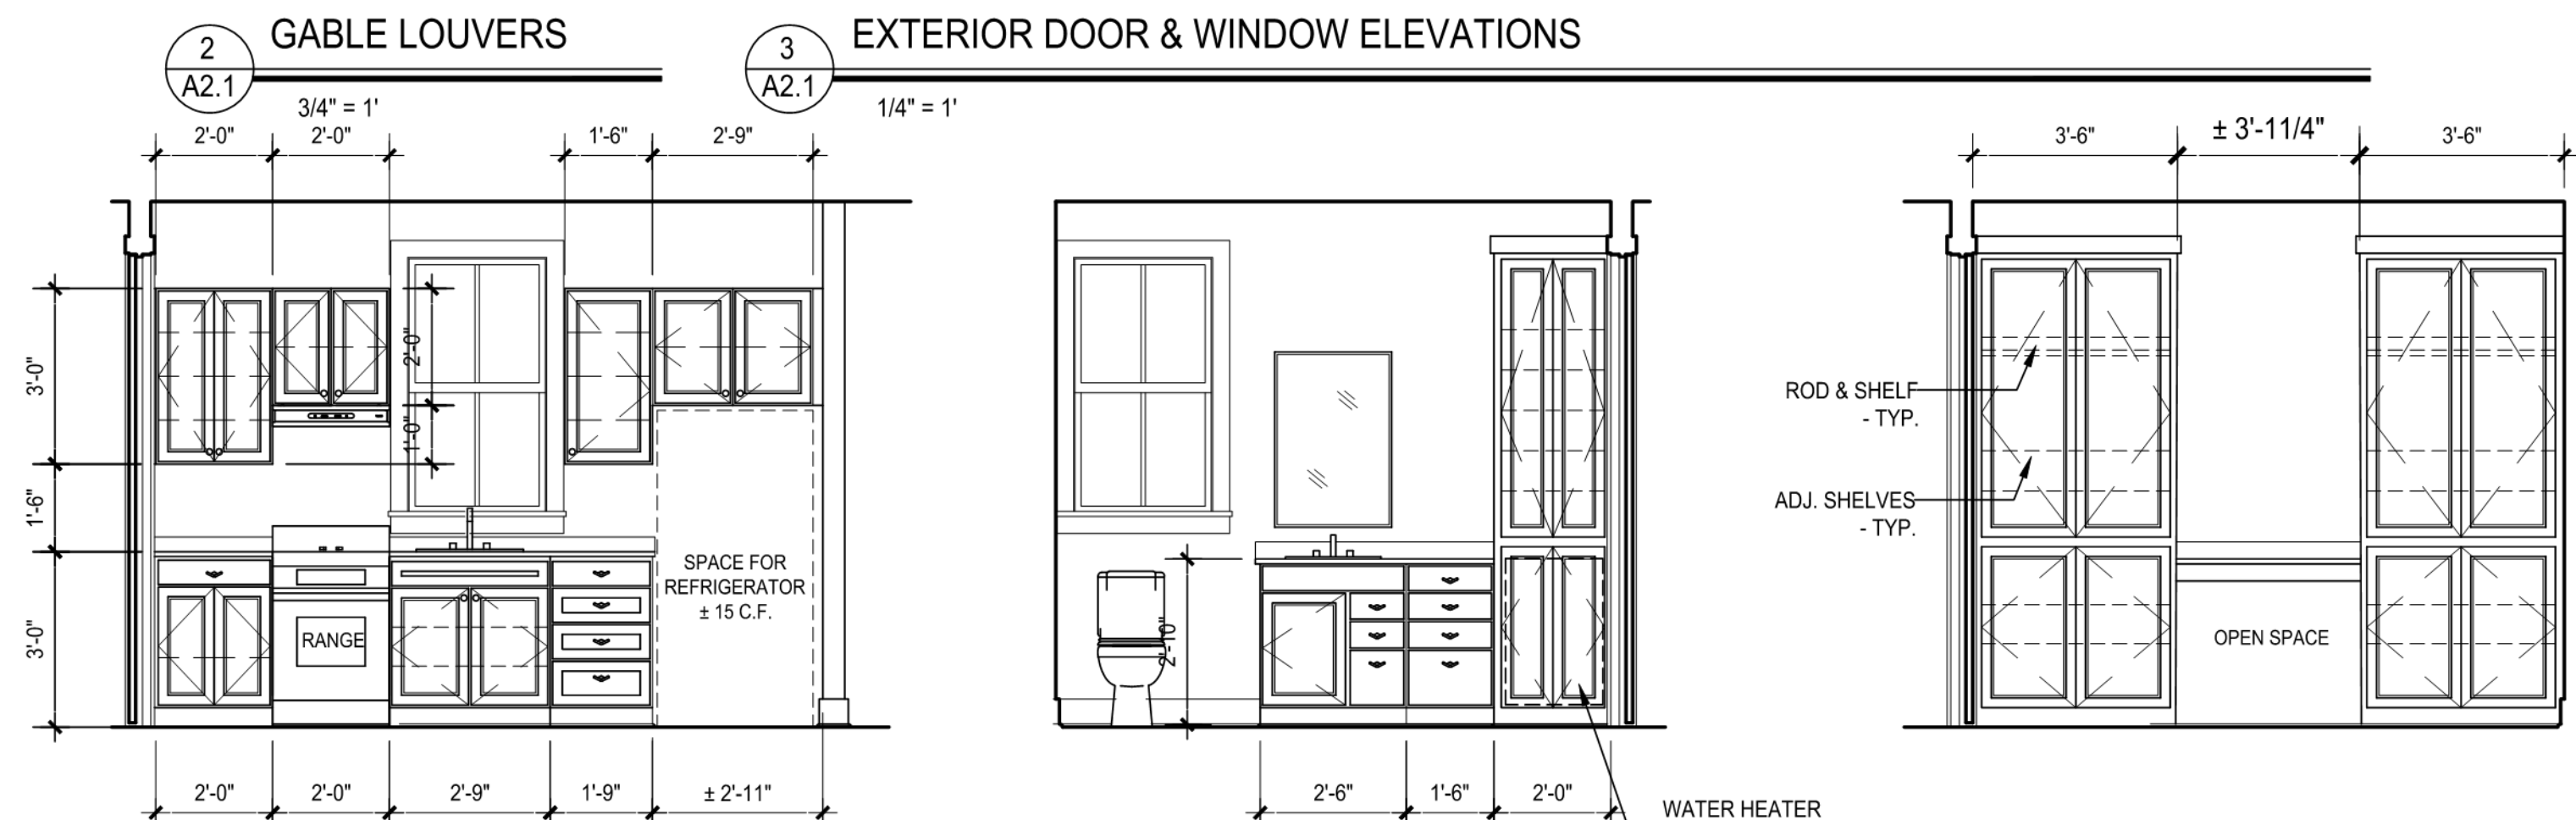 2
A2.1
GABLE LOUVERS
3/4" = 1'
3
A2.1
EXTERIOR DOOR & WINDOW ELEVATIONS
1/4" = 1'
2'-0"
2'-0"
1'-6"
2'-9"
3'-0"
1'-6"
3'-0"
2'-0"
1'-0"
RANGE
SPACE FOR
REFRIGERATOR
± 15 C.F.
2'-0"
2'-0"
2'-9"
1'-9"
± 2'-11"
2'-10"
2'-6"
1'-6"
2'-0"
WATER HEATER
3'-6"
± 3'-11/4"
3'-6"
ROD & SHELF
- TYP.
ADJ. SHELVES
- TYP.
OPEN SPACE